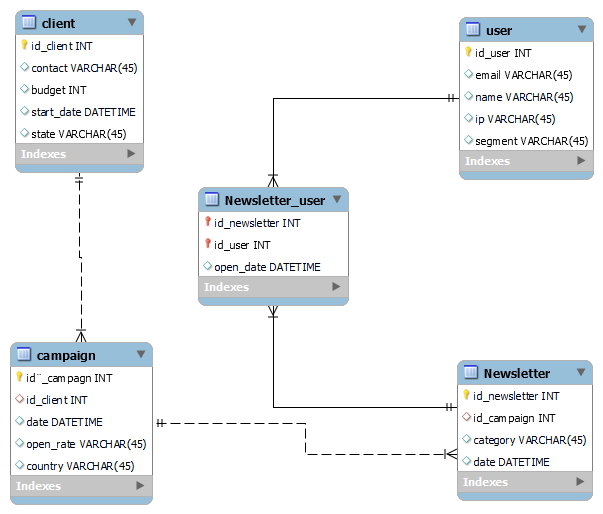 client
id_client INT
contact VARCHAR(45)
budget INT
start_date DATETIME
state VARCHAR(45)
Indexes
user
id_user INT
email VARCHAR(45)
name VARCHAR(45)
ip VARCHAR(45)
segment VARCHAR(45)
Indexes
Newsletter_user
id_newsletter INT
id_user INT
open_date DATETIME
Indexes
campaign
id¨_campagn INT
id_client INT
date DATETIME
open_rate VARCHAR(45)
country VARCHAR(45)
Indexes
Newsletter
id_newsletter INT
id_campaign INT
category VARCHAR(45)
date DATETIME
Indexes